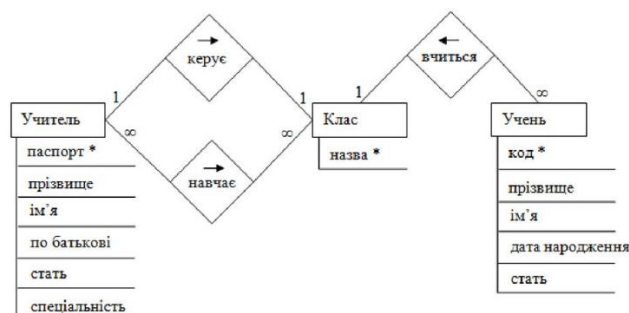 керує
вчиться
1
1
1
∞
Учитель
Клас
Учень
∞
∞
паспорт *
назва *
код *
навчає
прізвище
прізвище
ім’я
ім’я
по батькові
дата народження
стать
стать
спеціальність